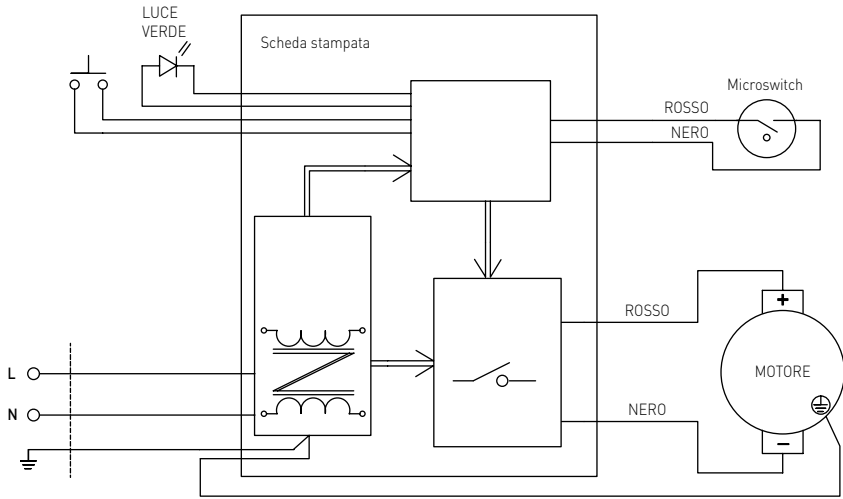 LUCE
VERDE
Scheda stampata
Microswitch
ROSSO
NERO
ROSSO
+
L
MOTORE
N
NERO
−